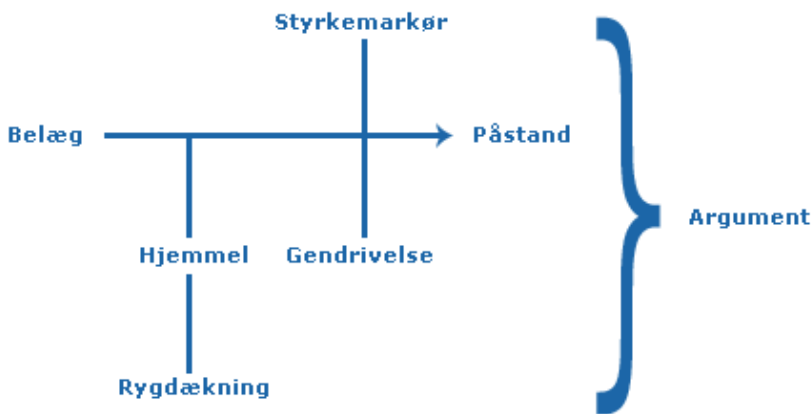 Styrkemarkør
Belæg
Påstand
Argument
Hjemmel
Gendrivelse
Rygdækning